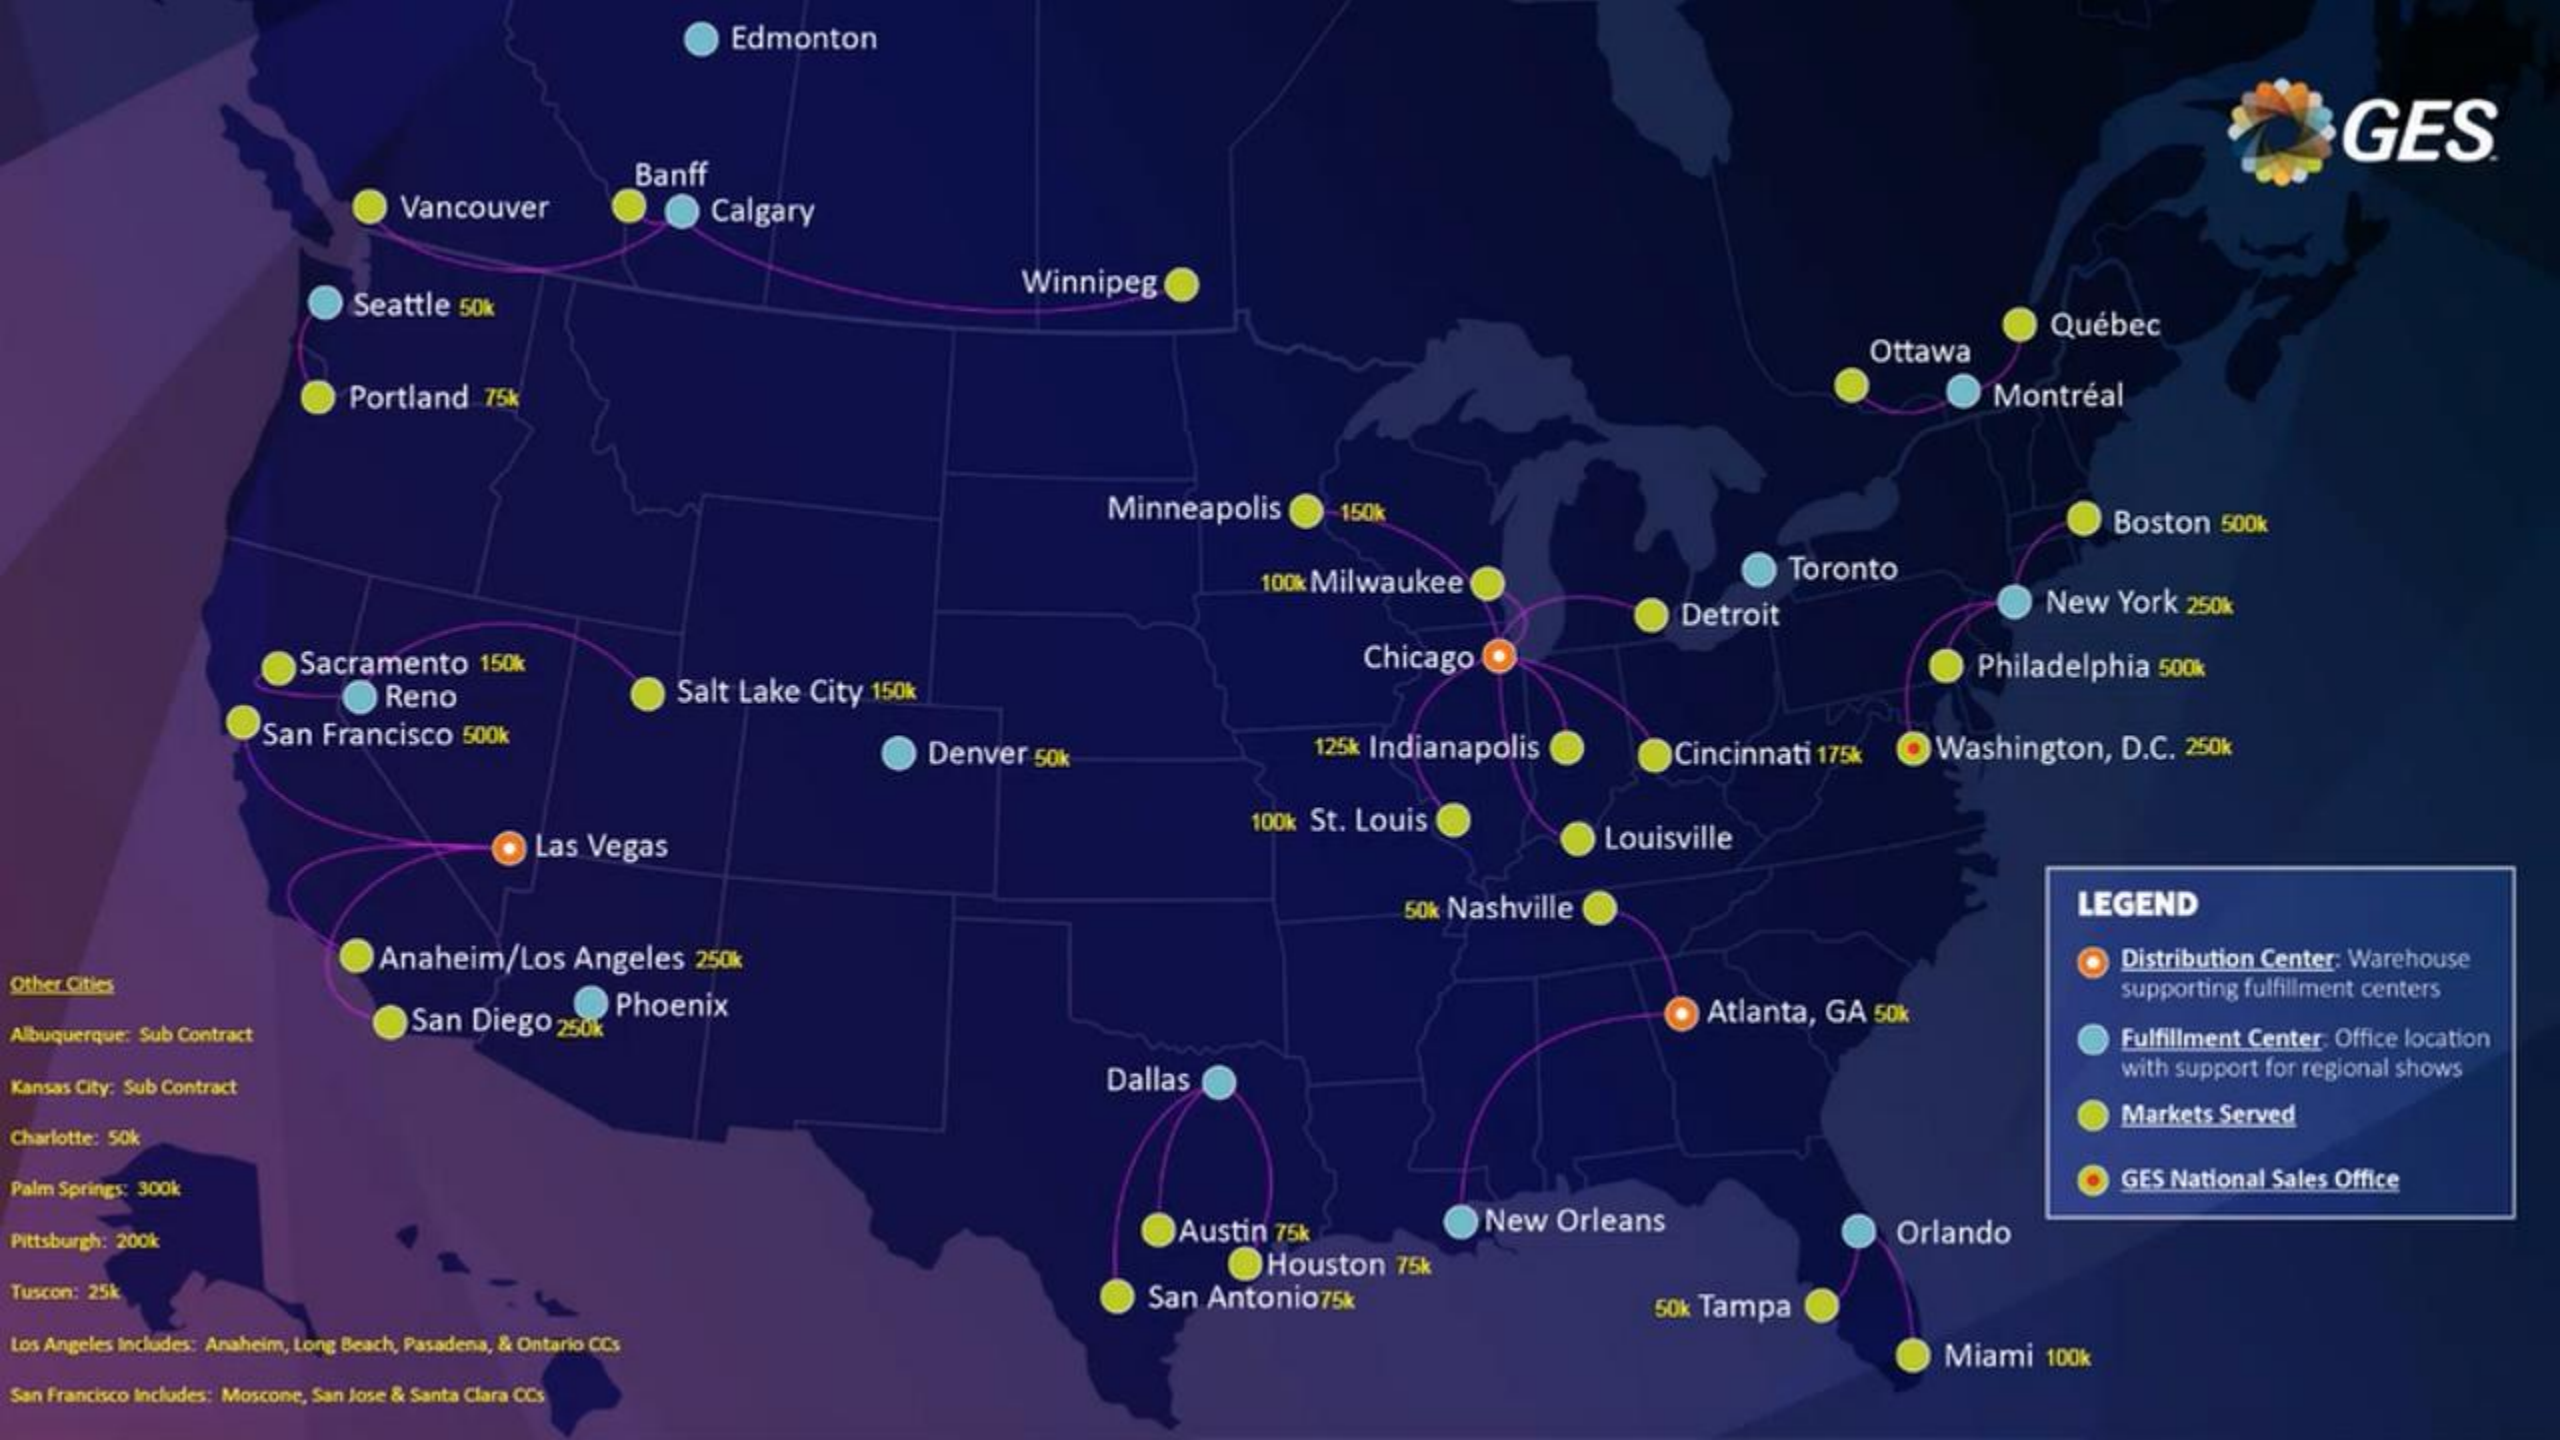 Edmonton
GES
Banff
Vancouver
Calgary
Winnipeg
Seattle 50k
Québec
Ottawa
Portland 75k
Montréal
Minneapolis 150k
Boston 500k
Toronto
100k Milwaukee
New York 250k
Detroit
Chicago
Sacramento 150k
Philadelphia 500k
Reno
Salt Lake City 150k
San Francisco 500k
Denver 50k
125k Indianapolis
Cincinnati 175k
Washington, D.C. 250k
100k St. Louis
Louisville
Las Vegas
50k Nashville
Anaheim/Los Angeles 250k
Phoenix
San Diego 250k
Atlanta, GA 50k
Dallas
Austin 75k
Houston 75k
San Antonio 75k
New Orleans
Orlando
50k Tampa
Miami 100k
Other Cities
Albuquerque: Sub Contract
Kansas City: Sub Contract
Charlotte: 50k
Palm Springs: 300k
Pittsburgh: 200k
Tuscon: 25k
Los Angeles Includes: Anaheim, Long Beach, Pasadena, & Ontario CCs
San Francisco Includes: Moscone, San Jose & Santa Clara CCs
LEGEND
Distribution Center: Warehouse
supporting fulfillment centers
Fulfillment Center: Office location
with support for regional shows
Markets Served
GES National Sales Office